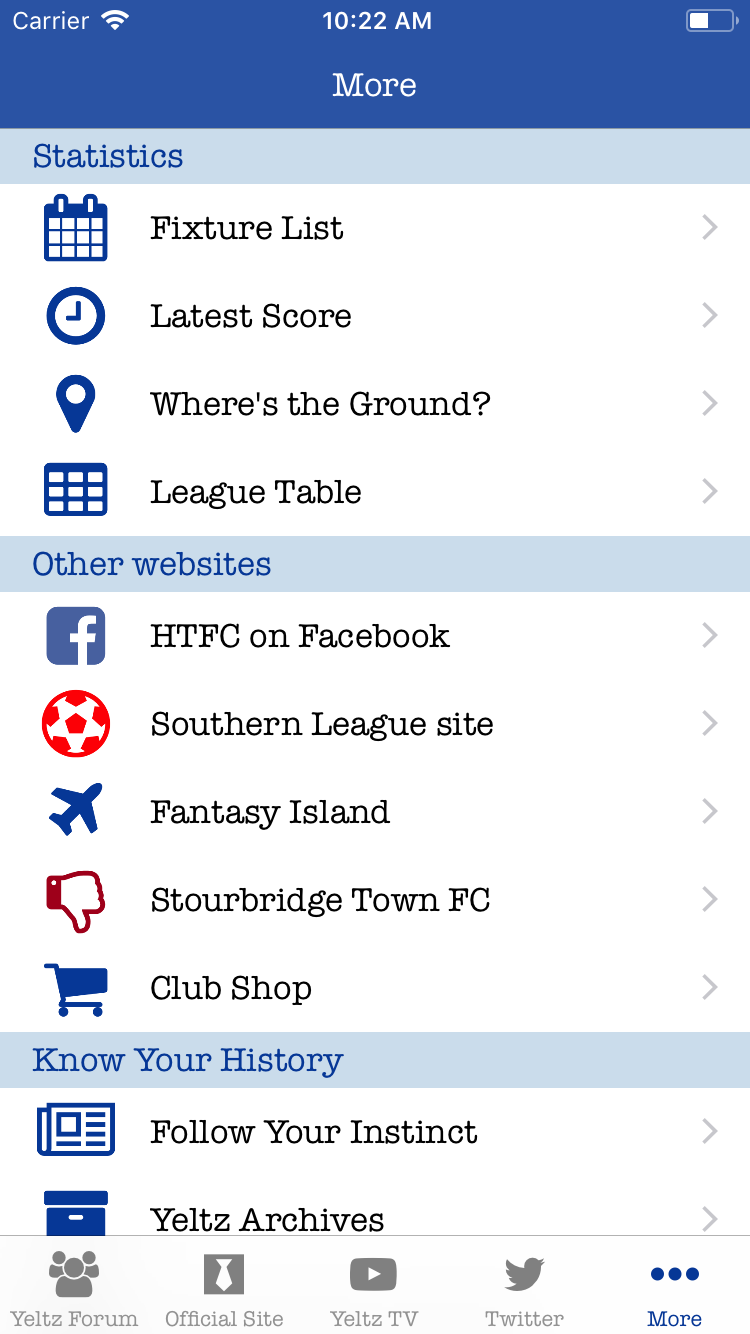 Carrier 10:22 AM
More
Statistics
Fixture List
Latest Score
Where's the Ground?
League Table
Other websites
HTFC on Facebook
Southern League site
Fantasy Island
Stourbridge Town FC
Club Shop
Know Your History
Follow Your Instinct
Yeltz Archives
Yeltz Forum Official Site Yeltz TV Twitter More